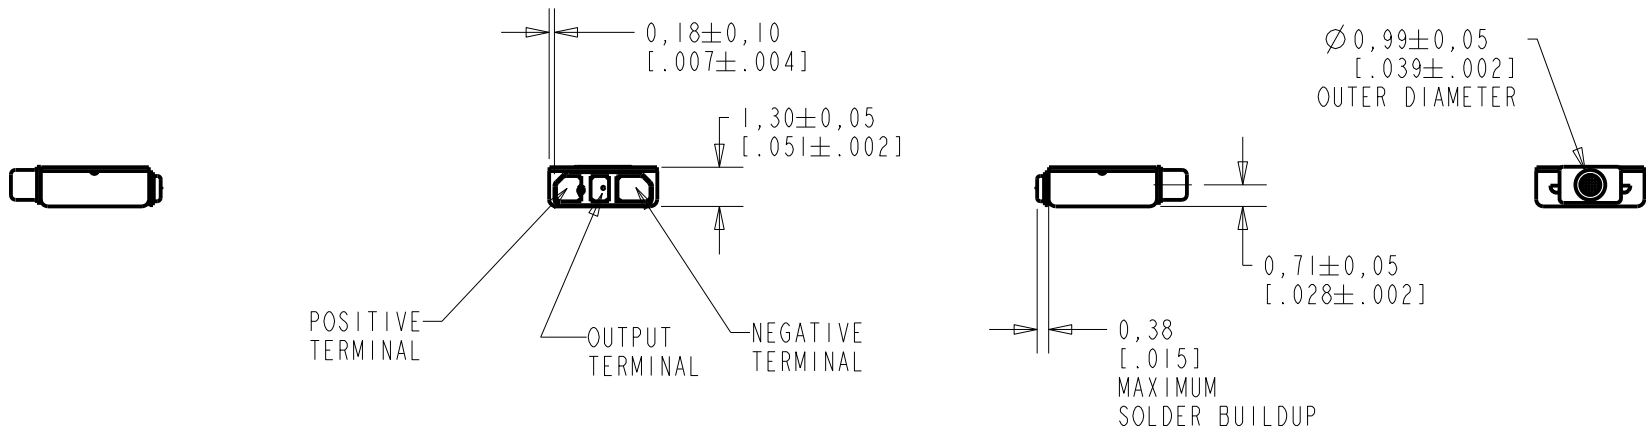 0,18±0,10
[.007±.004]
1,30±0,05
[.051±.002]
Ø0,99±0,05
[.039±.002]
OUTER DIAMETER
POSITIVE
TERMINAL
OUTPUT
TERMINAL
NEGATIVE
TERMINAL
0,71±0,05
[.028±.002]
0,38
[.015]
MAXIMUM
SOLDER BUILDUP